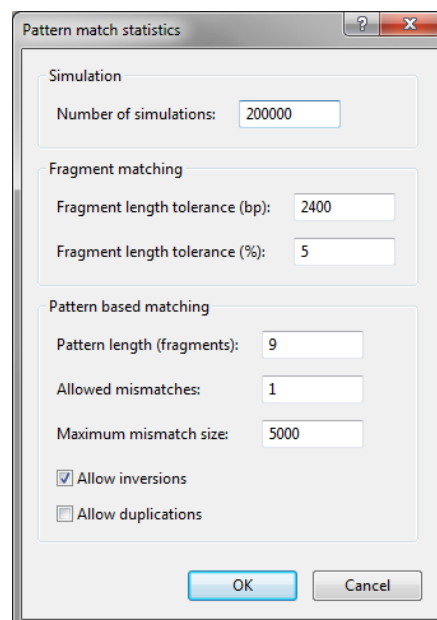 Pattern match statistics
Simulation
Number of simulations: 200000
Fragment matching
Fragment length tolerance (bp): 2400
Fragment length tolerance (%): 5
Pattern based matching
Pattern length (fragments): 9
Allowed mismatches: 1
Maximum mismatch size: 5000
Allow inversions
Allow duplications
OK Cancel